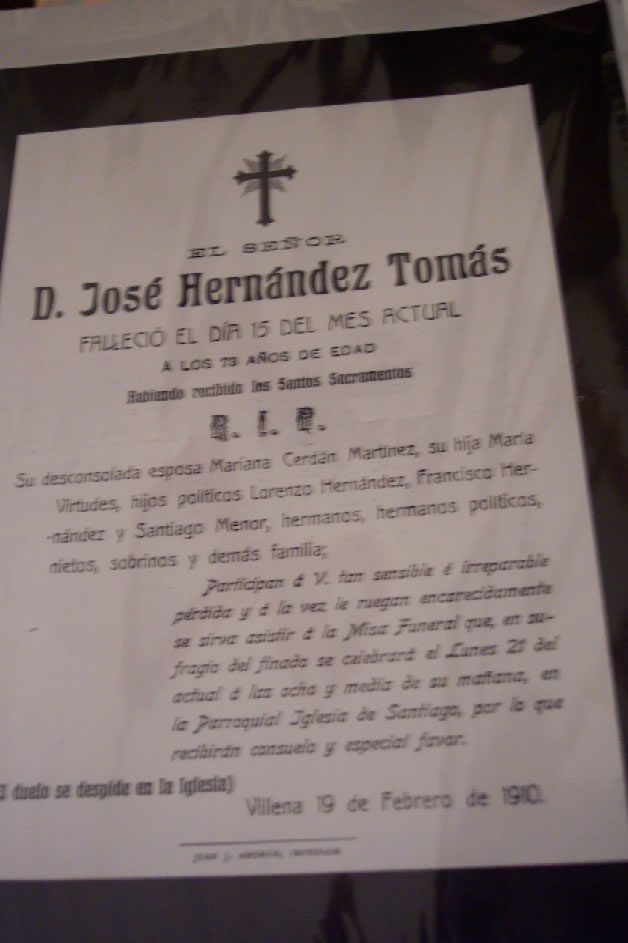 EL SEÑOR
D. José Hernández Tomás
FALLECIÓ EL DÍA 15 DEL MES ACTUAL
A LOS 73 AÑOS DE EDAD
Habiendo recibido los Santos Sacramentos
R. I. P.
Su desconsolada esposa Mariana Cerdán Martínez, su hija María
Virtudes, hijos políticos Lorenzo Hernández, Francisco Her-
-nández y Santiago Menor, hermanos, hermanos políticos,
nietos, sobrinos y demás familia;
Participan á V. tan sensible é irreparable
pérdida y á la vez le ruegan encarecidamente
se sirva asistir á la Misa Funeral que, en su-
fragio del finado se celebrará el Lunes 21 del
actual á las ocho y media de su mañana, en
la Parroquial Iglesia de Santiago, por lo que
recibirán consuelo y especial favor.
duelo se despide en la Iglesia)
Villena 19 de Febrero de 1910.